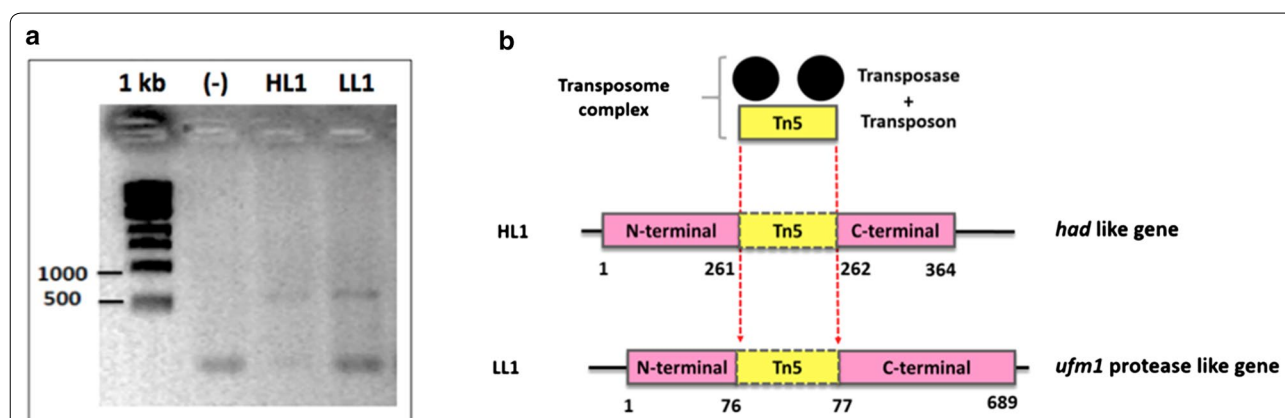 a
1 kb (-) HL1 LL1
1000
500
b
Transposome
complex
Transposase
+
Transposon
Tn5
HL1
N-terminal Tn5 C-terminal
had like gene
1 261 262 364
LL1
N-terminal Tn5 C-terminal
ufm1 protease like gene
1 76 77 689